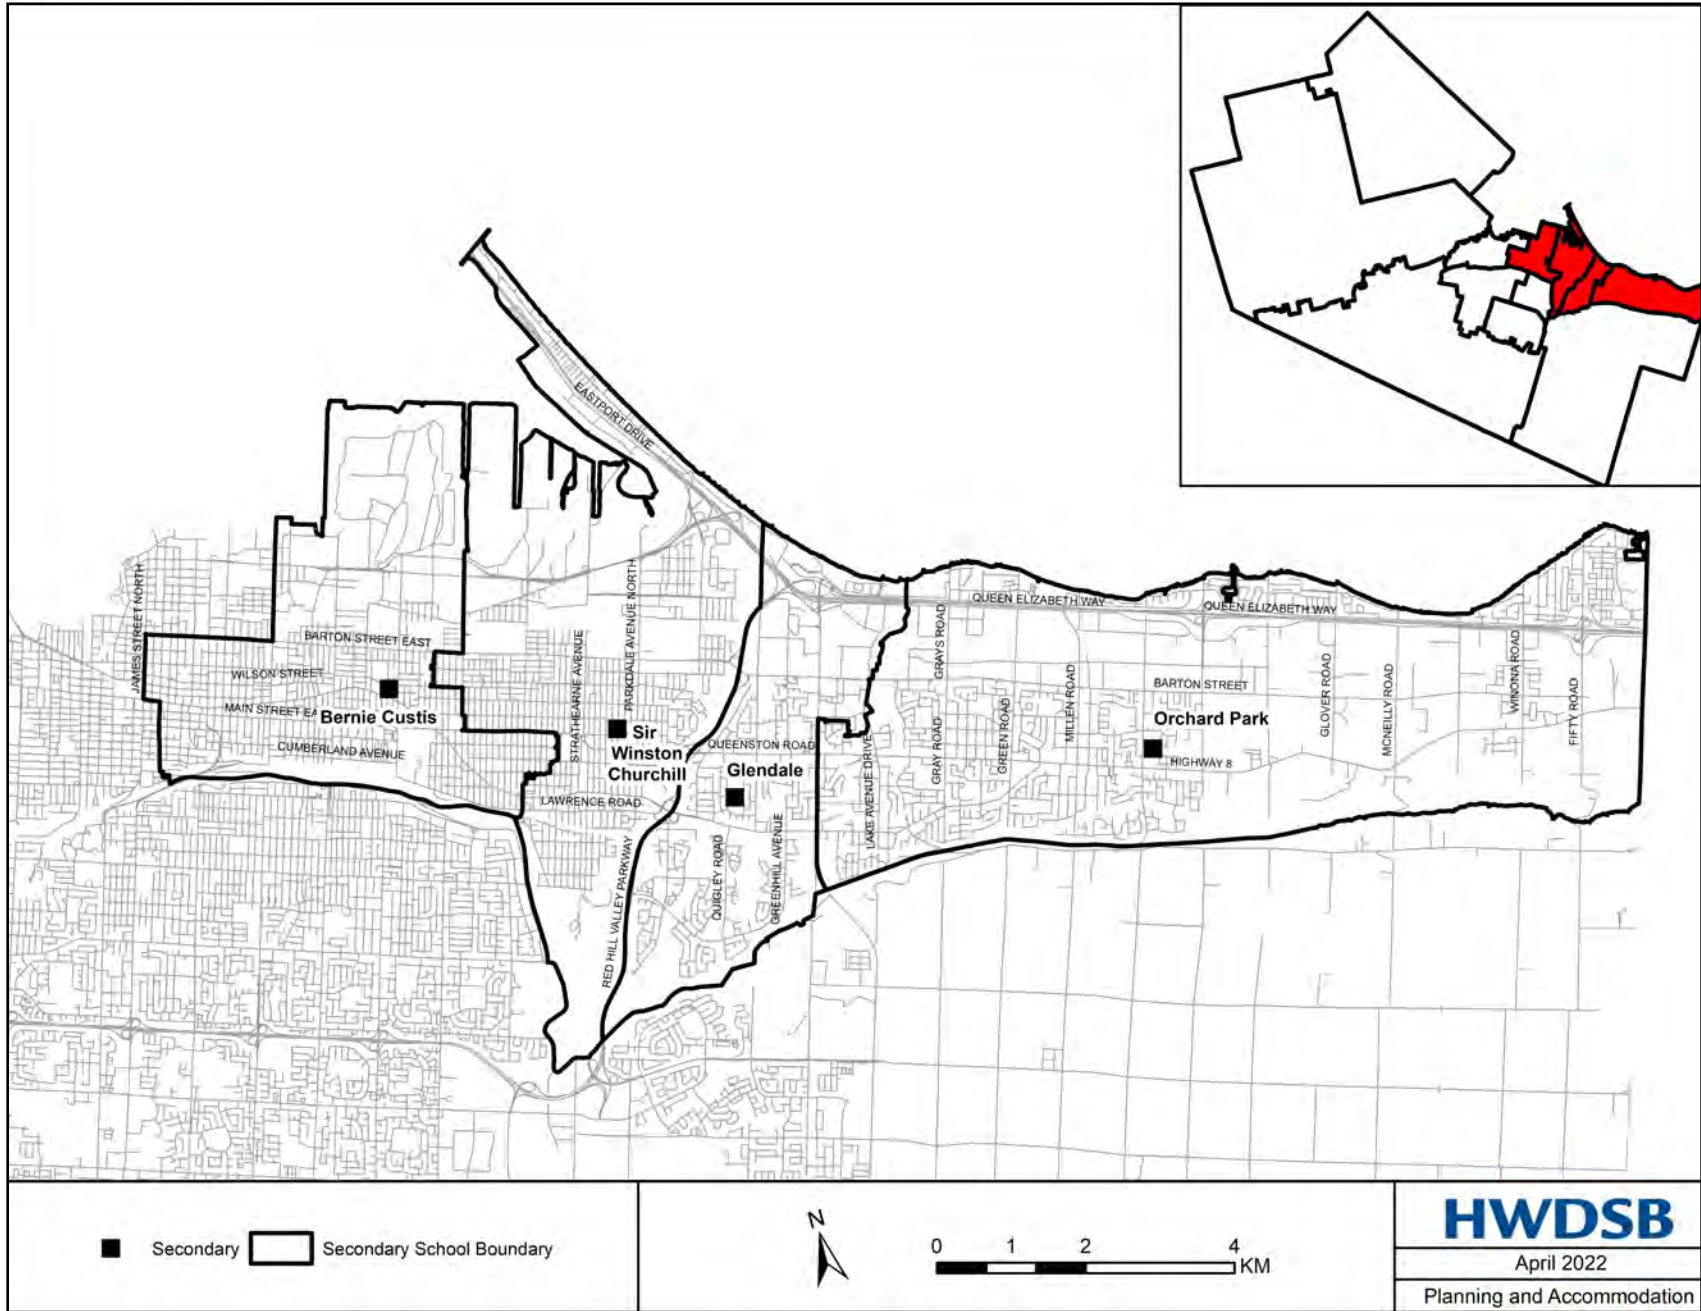 EASTPORT DRIVE
JAMES STREET NORTH
BARTON STREET EAST
WILSON STREET
MAIN STREET EA
Bernie Custis
CUMBERLAND AVENUE
STRATHEARNE AVENUE
PARKDALE AVENUE NORTH
Sir
Winston
Churchill
LAWRENCE ROAD
RED HILL VALLEY PARKWAY
QUEENSTON ROAD
Glendale
QUIGLEY ROAD
GREENHILL AVENUE
LAKE AVENUE DRIVE
GRAYS ROAD
GRAY ROAD
GREEN ROAD
MILLEN ROAD
QUEEN ELIZABETH WAY
QUEEN ELIZABETH WAY
BARTON STREET
Orchard Park
HIGHWAY 8
GLOVER ROAD
MCNEILLY ROAD
WINONA ROAD
FIFTY ROAD
Secondary
Secondary School Boundary
N
0 1 2 4
KM
HWDSB
April 2022
Planning and Accommodation